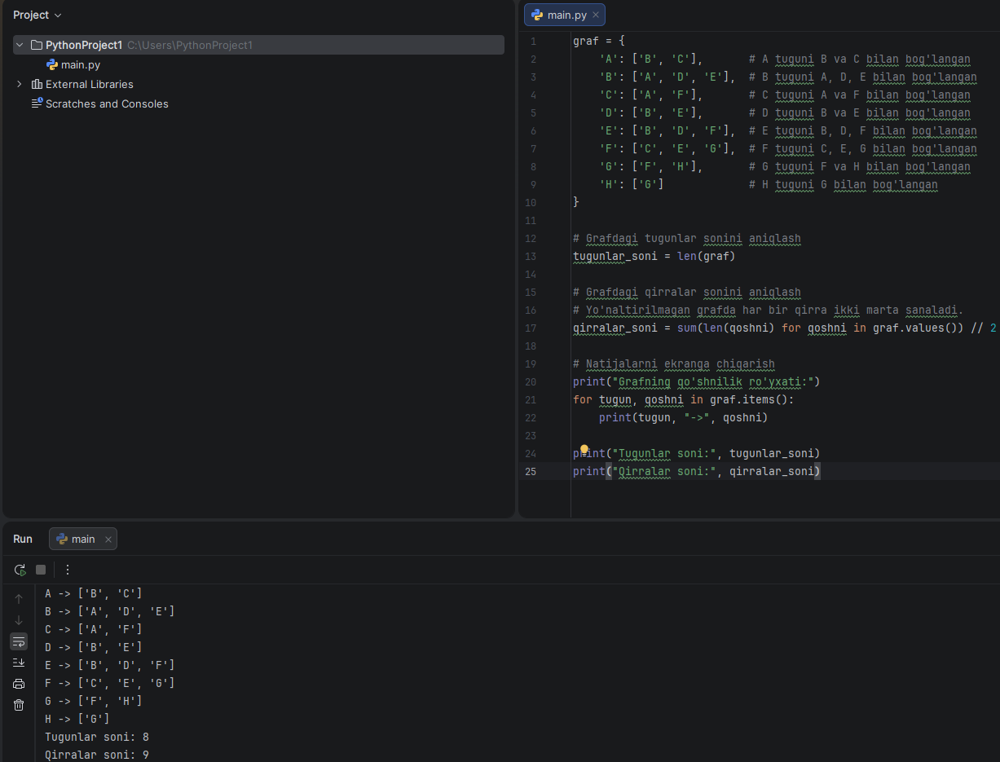 Project
PythonProject1 C:\Users\PythonProject1
main.py
External Libraries
Scratches and Consoles
main.py
1 graf = {
2     'A': ['B', 'C'],       # A tuguni B va C bilan bog'langan
3     'B': ['A', 'D', 'E'],  # B tuguni A, D, E bilan bog'langan
4     'C': ['A', 'F'],       # C tuguni A va F bilan bog'langan
5     'D': ['B', 'E'],       # D tuguni B va E bilan bog'langan
6     'E': ['B', 'D', 'F'],  # E tuguni B, D, F bilan bog'langan
7     'F': ['C', 'E', 'G'],  # F tuguni C, E, G bilan bog'langan
8     'G': ['F', 'H'],       # G tuguni F va H bilan bog'langan
9     'H': ['G']             # H tuguni G bilan bog'langan
10 }
11
12 # Grafdagi tugunlar sonini aniqlash
13 tugunlar_soni = len(graf)
14
15 # Grafdagi qirralar sonini aniqlash
16 # Yo'naltirilmagan grafda har bir qirra ikki marta sanaladi.
17 qirralar_soni = sum(len(qoshni) for qoshni in graf.values()) // 2
18
19 # Natijalarni ekranga chiqarish
20 print("Grafning qo'shnilik ro'yxati:")
21 for tugun, qoshni in graf.items():
22     print(tugun, "->", qoshni)
23
24 print("Tugunlar soni:", tugunlar_soni)
25 print("Qirralar soni:", qirralar_soni)
Run main
A -> ['B', 'C']
B -> ['A', 'D', 'E']
C -> ['A', 'F']
D -> ['B', 'E']
E -> ['B', 'D', 'F']
F -> ['C', 'E', 'G']
G -> ['F', 'H']
H -> ['G']
Tugunlar soni: 8
Qirralar soni: 9